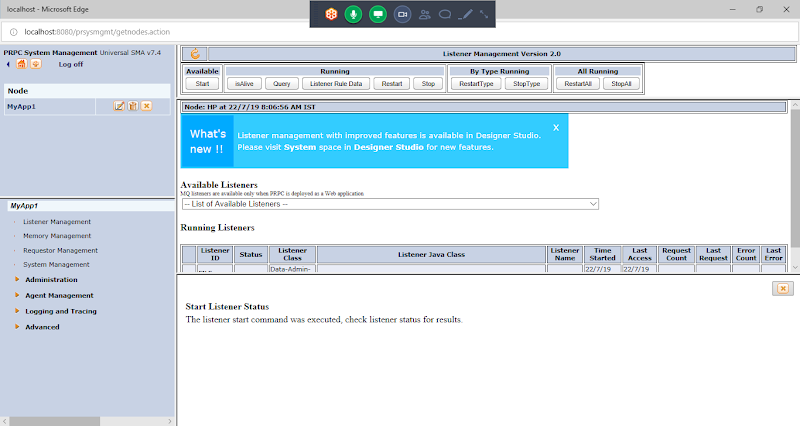 localhost - Microsoft Edge
localhost:8080/prsysmgmt/getnodes.action
PRPC System Management Universal SMA v7.4
Log off
Node
MyApp1
MyApp1
Listener Management
Memory Management
Requestor Management
System Management
Administration
Agent Management
Logging and Tracing
Advanced
Listener Management Version 2.0
Available Running By Type Running All Running
Start isAlive Query Listener Rule Data Restart Stop RestartType StopType RestartAll StopAll
Node: HP at 22/7/19 8:06:56 AM IST
What's new !!
Listener management with improved features is available in Designer Studio.
Please visit System space in Designer Studio for new features.
X
Available Listeners
MQ listeners are available only when PRPC is deployed as a Web application
-- List of Available Listeners --
Running Listeners
Listener ID Status Listener Class Listener Java Class Listener Name Time Started Last Access Request Count Last Request Error Count Last Error
Data-Admin- 22/7/19 22/7/19
Start Listener Status
The listener start command was executed, check listener status for results.